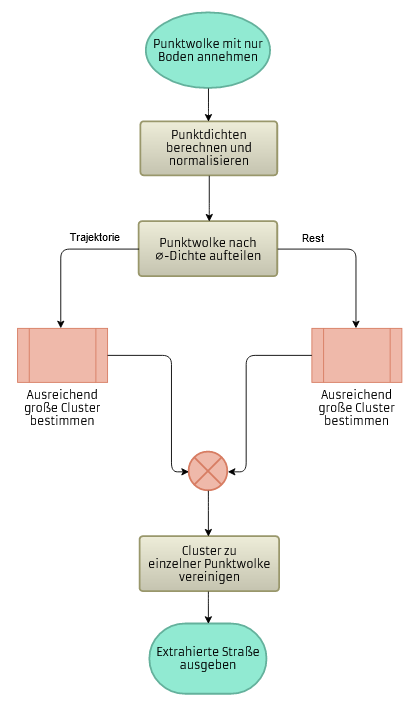 Punktwolke mit nur
Boden annehmen
Punktdichten
berechnen und
normalisieren
Punktwolke nach
⌀-Dichte aufteilen
Trajektorie
Rest
Ausreichend
große Cluster
bestimmen
Ausreichend
große Cluster
bestimmen
Cluster zu
einzelner Punktwolke
vereinigen
Extrahierte Straße
ausgeben